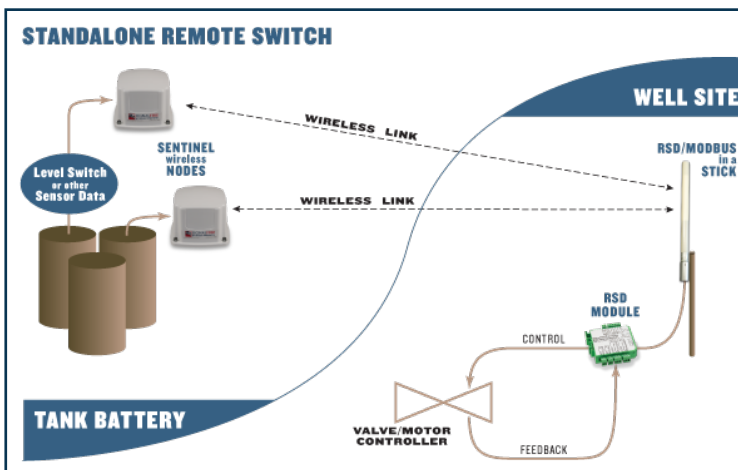 STANDALONE REMOTE SWITCH
WELL SITE
WIRELESS LINK
RSD/MODBUS
in a
STICK
SENTINEL
wireless
NODES
Level Switch
or other
Sensor Data
WIRELESS LINK
RSD
MODULE
CONTROL
TANK BATTERY
VALVE/MOTOR
CONTROLLER
FEEDBACK